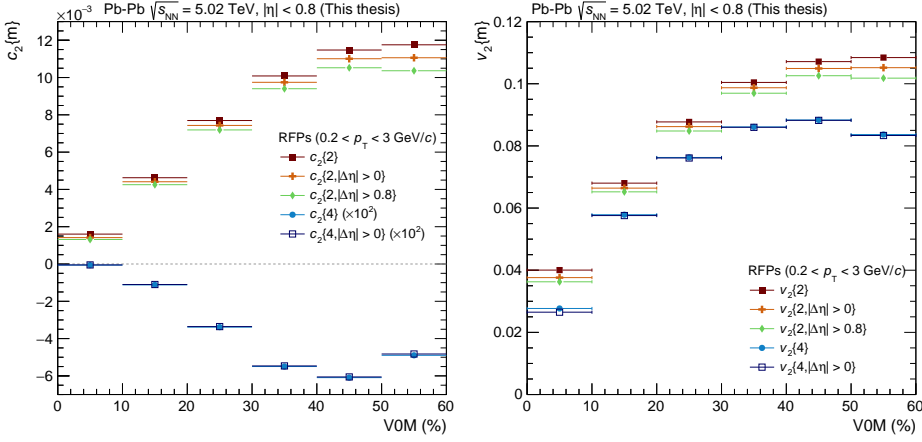 Pb-Pb √s_NN = 5.02 TeV, |η| < 0.8 (This thesis)
×10⁻³
c₂{m}
12
10
8
6
4
2
0
−2
−4
−6
RFPs (0.2 < p_T < 3 GeV/c)
c₂{2}
c₂{2,|Δη| > 0}
c₂{2,|Δη| > 0.8}
c₂{4} (×10²)
c₂{4,|Δη| > 0} (×10²)
0 10 20 30 40 50 60
V0M (%)
Pb-Pb √s_NN = 5.02 TeV, |η| < 0.8 (This thesis)
v₂{m}
0.12
0.1
0.08
0.06
0.04
0.02
0
RFPs (0.2 < p_T < 3 GeV/c)
v₂{2}
v₂{2,|Δη| > 0}
v₂{2,|Δη| > 0.8}
v₂{4}
v₂{4,|Δη| > 0}
0 10 20 30 40 50 60
V0M (%)